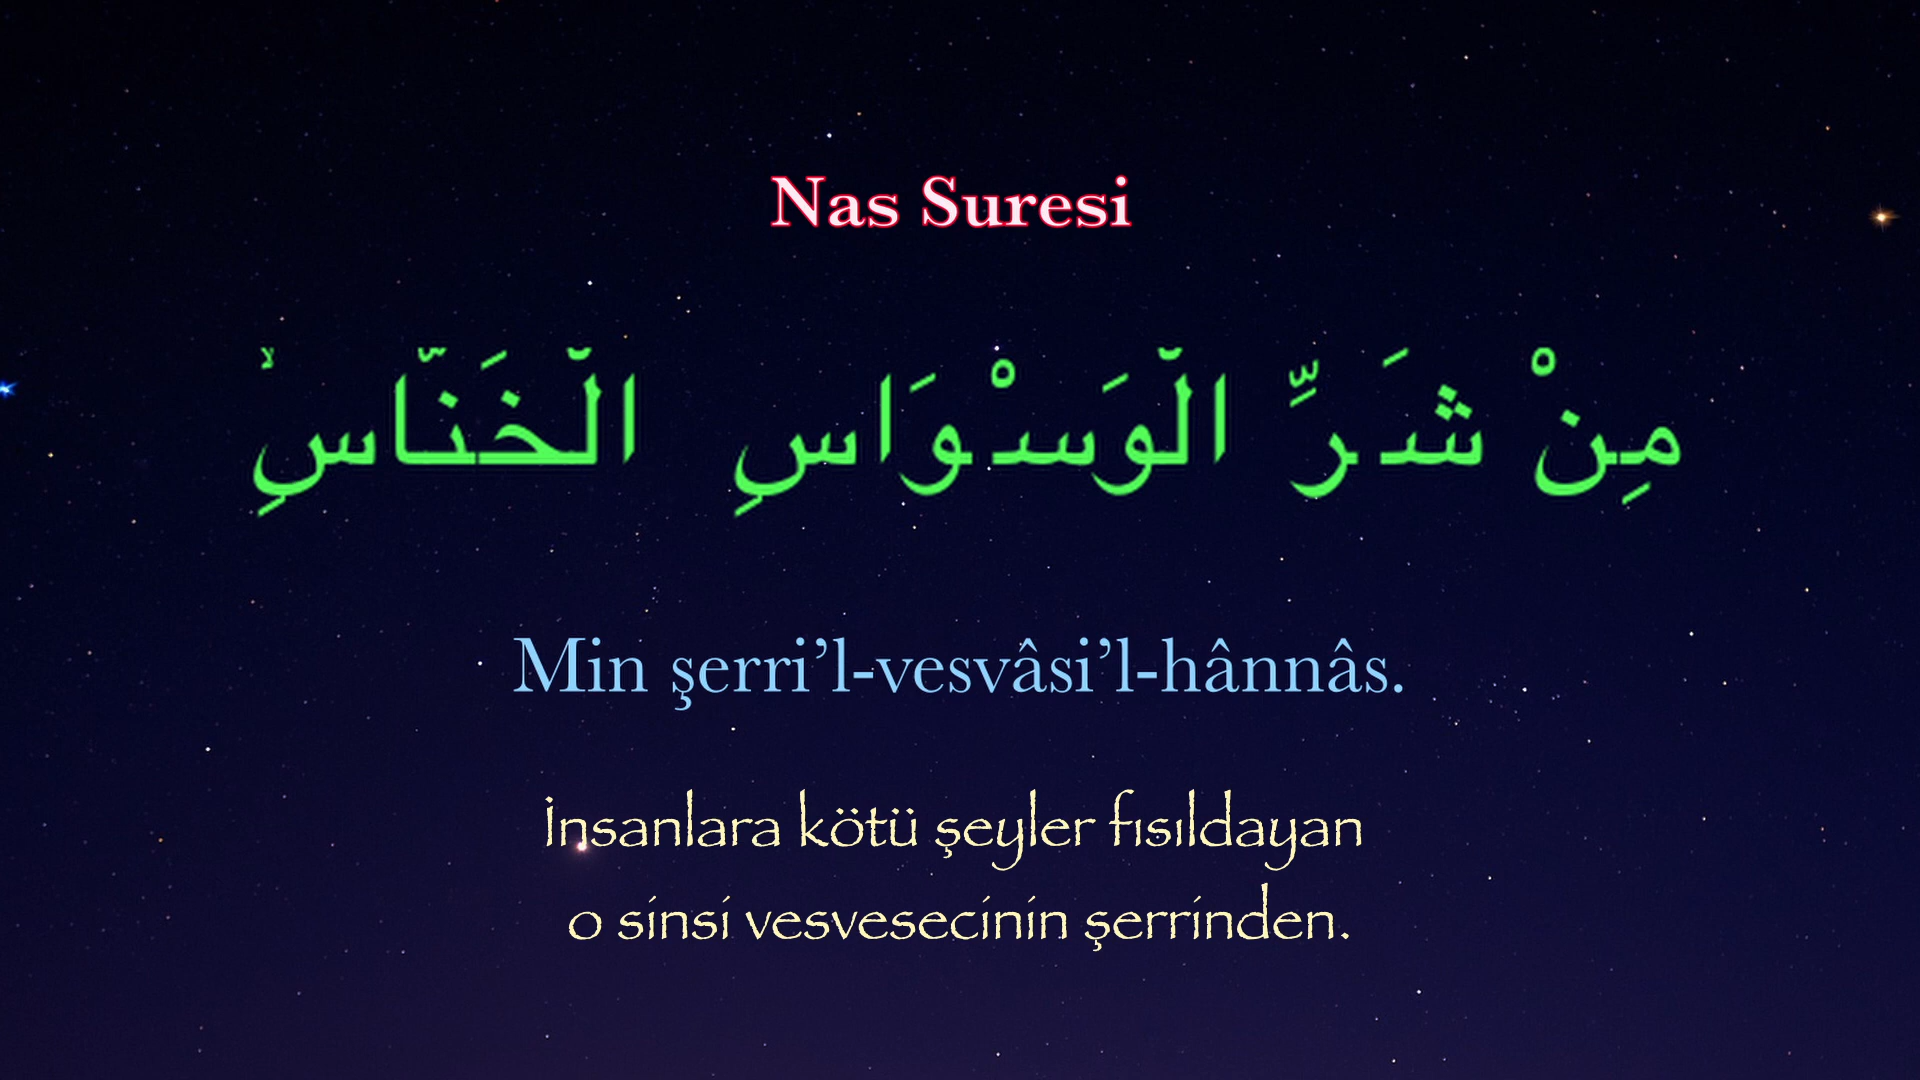 Nas Suresi
مِنْ شَرِّ الْوَسْوَاسِ الْخَنَّاسِۙ
Min şerri’l-vesvâsi’l-hânnâs.
İnsanlara kötü şeyler fısıldayan
o sinsi vesvesecinin şerrinden.